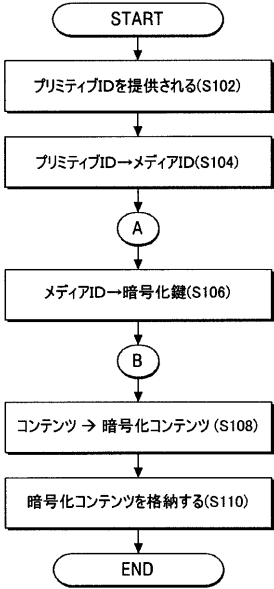 START
プリミティブIDを提供される(S102)
プリミティブID→メディアID(S104)
A
メディアID→暗号化鍵(S106)
B
コンテンツ → 暗号化コンテンツ(S108)
暗号化コンテンツを格納する(S110)
END